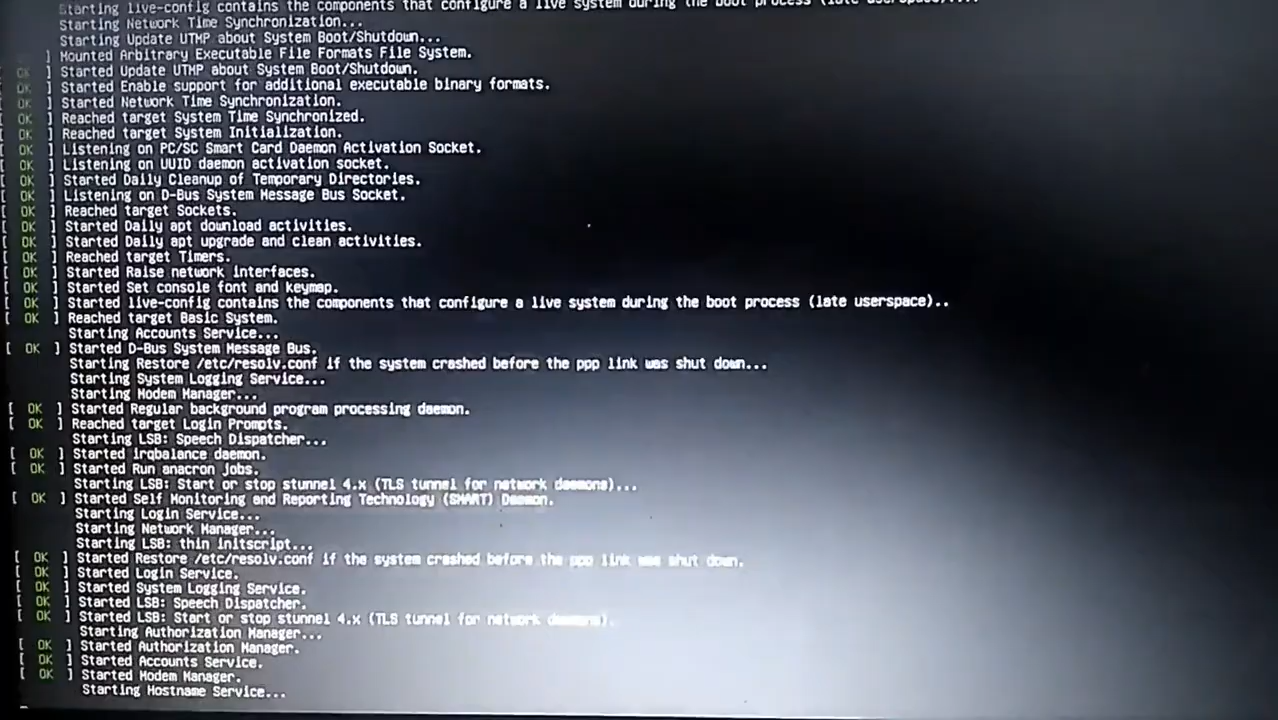 Starting live-config contains the components that configure a live system during the boot process (late userspace)....
Starting Network Time Synchronization...
Starting Update UTMP about System Boot/Shutdown...
] Mounted Arbitrary Executable File Formats File System.
OK ] Started Update UTMP about System Boot/Shutdown.
OK ] Started Enable support for additional executable binary formats.
OK ] Started Network Time Synchronization.
OK ] Reached target System Time Synchronized.
OK ] Reached target System Initialization.
[ OK ] Listening on PC/SC Smart Card Daemon Activation Socket.
[ OK ] Listening on UUID daemon activation socket.
[ OK ] Started Daily Cleanup of Temporary Directories.
[ OK ] Listening on D-Bus System Message Bus Socket.
[ OK ] Reached target Sockets.
[ OK ] Started Daily apt download activities.
[ OK ] Started Daily apt upgrade and clean activities.
[ OK ] Reached target Timers.
[ OK ] Started Raise network interfaces.
[ OK ] Started Set console font and keymap.
[ OK ] Started live-config contains the components that configure a live system during the boot process (late userspace)..
[ OK ] Reached target Basic System.
Starting Accounts Service...
[ OK ] Started D-Bus System Message Bus.
Starting Restore /etc/resolv.conf if the system crashed before the ppp link was shut down...
Starting System Logging Service...
Starting Modem Manager...
[ OK ] Started Regular background program processing daemon.
[ OK ] Reached target Login Prompts.
Starting LSB: Speech Dispatcher...
[ OK ] Started irqbalance daemon.
[ OK ] Started Run anacron jobs.
Starting LSB: Start or stop stunnel 4.x (TLS tunnel for network daemons)...
[ OK ] Started Self Monitoring and Reporting Technology (SMART) Daemon.
Starting Login Service...
Starting Network Manager...
Starting LSB: thin initscript...
[ OK ] Started Restore /etc/resolv.conf if the system crashed before the ppp link was shut down.
[ OK ] Started Login Service.
[ OK ] Started System Logging Service.
[ OK ] Started LSB: Speech Dispatcher.
[ OK ] Started LSB: Start or stop stunnel 4.x (TLS tunnel for network daemons).
Starting Authorization Manager...
[ OK ] Started Authorization Manager.
[ OK ] Started Accounts Service.
[ OK ] Started Modem Manager.
Starting Hostname Service...